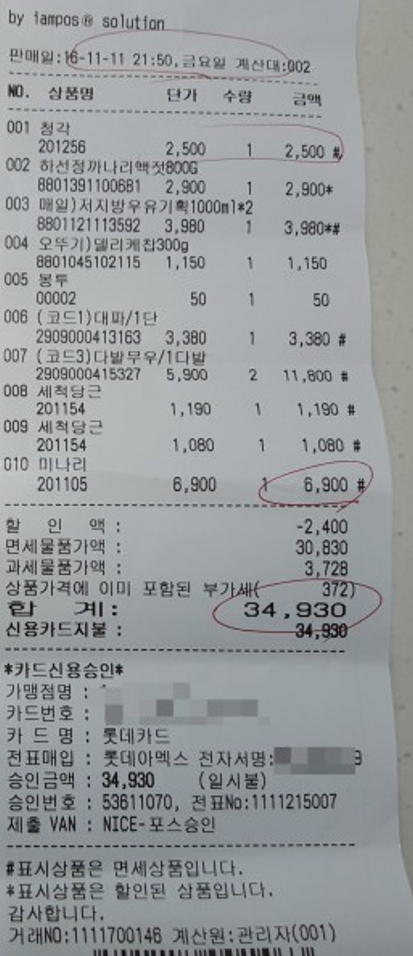 by iampos® solution
판매일:16-11-11 21:50,금요일 계산대:002
NO. 상품명 단가 수량 금액
001 청각
201256 2,500 1 2,500 #
002 하선정까나리액젓800G
8801391100681 2,900 1 2,900*
003 매일)저지방우유기획1000ml*2
8801121113592 3,980 1 3,980*#
004 오뚜기)델리케찹300g
8801045102115 1,150 1 1,150
005 봉투
00002 50 1 50
006 (코드1)대파/1단
2909000413163 3,380 1 3,380 #
007 (코드3)다발무우/1다발
2909000415327 5,900 2 11,800 #
008 세척당근
201154 1,190 1 1,190 #
009 세척당근
201154 1,080 1 1,080 #
010 미나리
201105 6,900 1 6,900 #
할 인 액 : -2,400
면세물품가액 : 30,830
과세물품가액 : 3,728
상품가격에 이미 포함된 부가세( 372)
합 계: 34,930
신용카드지불 : 34,930
*카드신용승인*
가맹점명 :
카드번호 :
카 드 명 : 롯데카드
전표매입 : 롯데아멕스 전자서명:
승인금액 : 34,930 (일시불)
승인번호 : 53611070, 전표No:1111215007
제출 VAN : NICE-포스승인
#표시상품은 면세상품입니다.
*표시상품은 할인된 상품입니다.
감사합니다.
거래NO:1111700146 계산원:관리자(001)